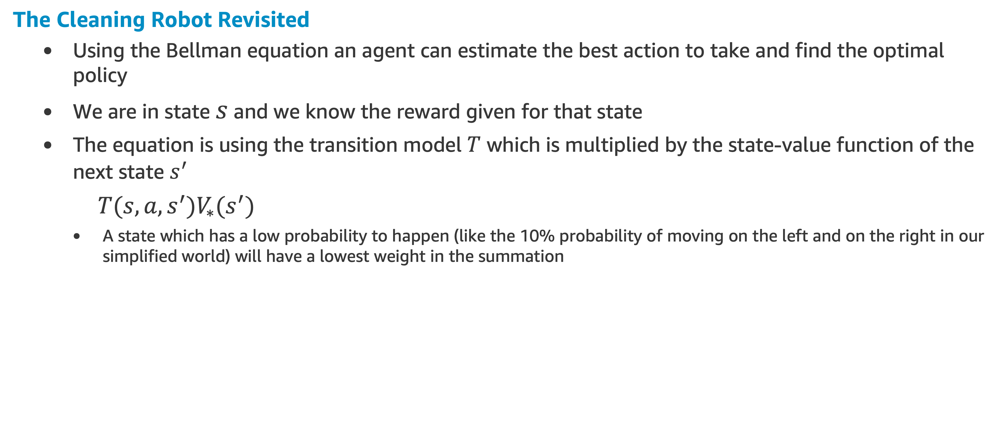 The Cleaning Robot Revisited
• Using the Bellman equation an agent can estimate the best action to take and find the optimal
policy
• We are in state s and we know the reward given for that state
• The equation is using the transition model T which is multiplied by the state-value function of the
next state s′
T(s, a, s′)V∗(s′)
• A state which has a low probability to happen (like the 10% probability of moving on the left and on the right in our
simplified world) will have a lowest weight in the summation